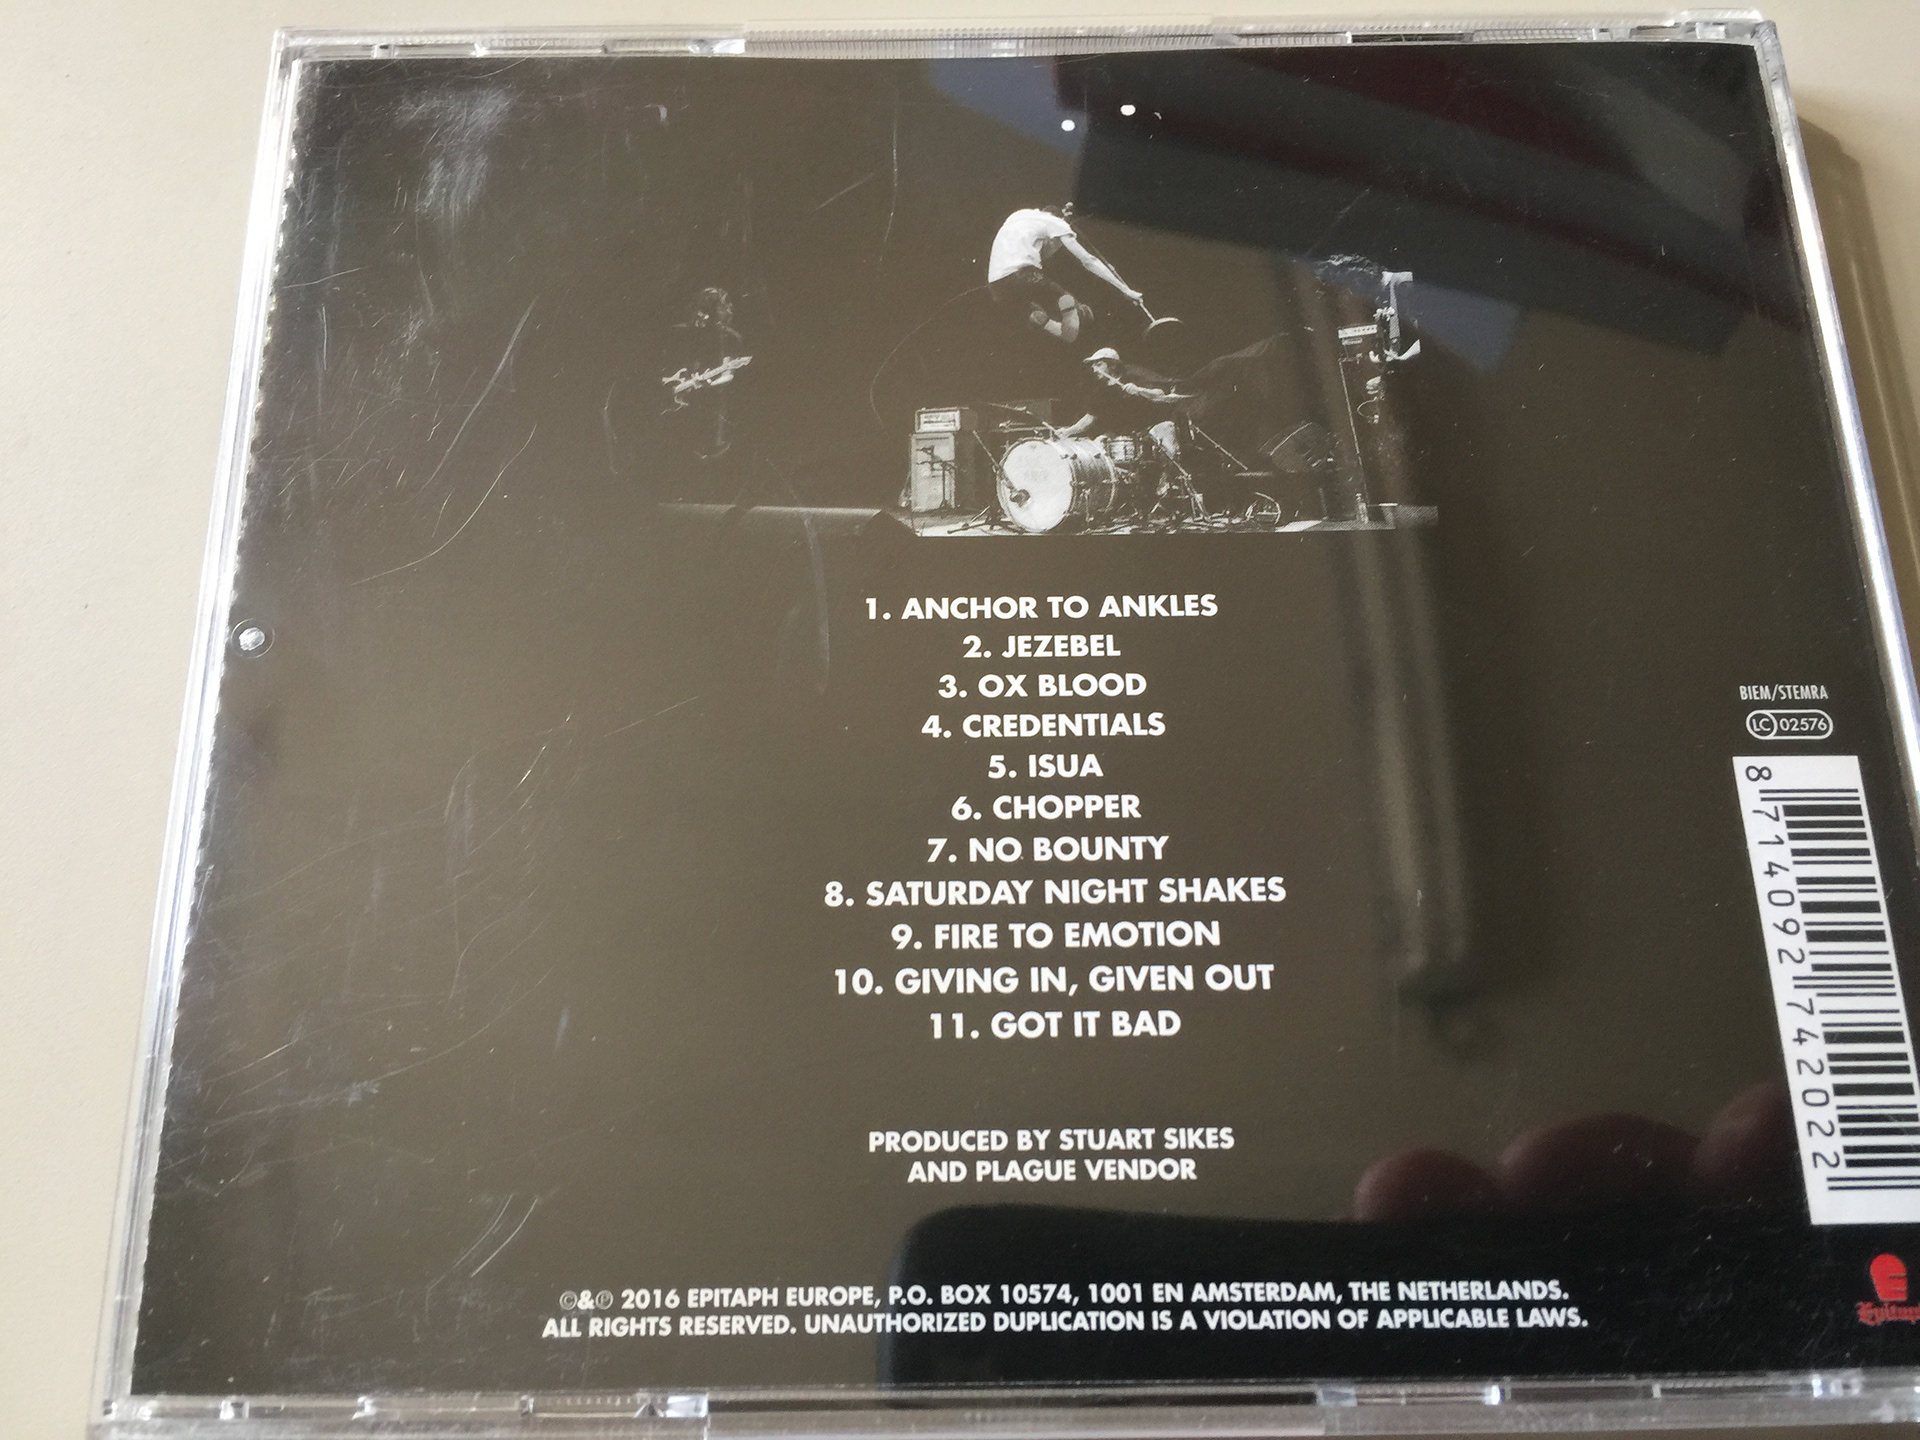 1. ANCHOR TO ANKLES
2. JEZEBEL
3. OX BLOOD
4. CREDENTIALS
5. ISUA
6. CHOPPER
7. NO BOUNTY
8. SATURDAY NIGHT SHAKES
9. FIRE TO EMOTION
10. GIVING IN, GIVEN OUT
11. GOT IT BAD
PRODUCED BY STUART SIKES
AND PLAGUE VENDOR
©&℗ 2016 EPITAPH EUROPE, P.O. BOX 10574, 1001 EN AMSTERDAM, THE NETHERLANDS.
ALL RIGHTS RESERVED. UNAUTHORIZED DUPLICATION IS A VIOLATION OF APPLICABLE LAWS.
BIEM/STEMRA
LC 02576
8 714092 742022